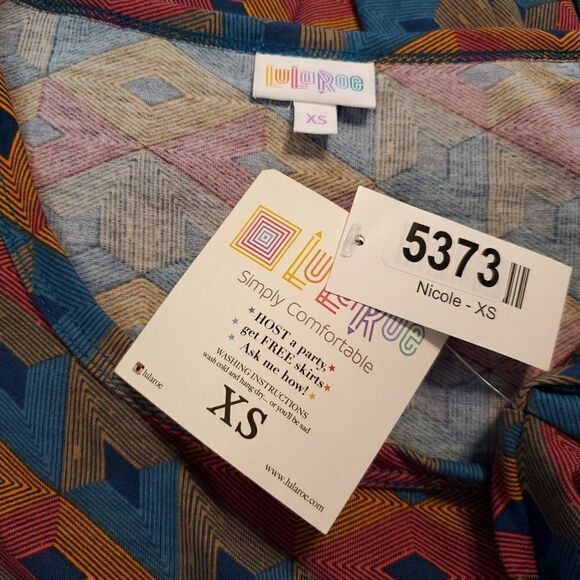 LuLaRoe
XS
5373
Nicole - XS
LuLaRoe
Simply Comfortable
HOST a party,
get FREE skirts
Ask me how!
WASHING INSTRUCTIONS
wash cold and hang dry... or you'll be sad
XS
lularoe
www.lularoe.com